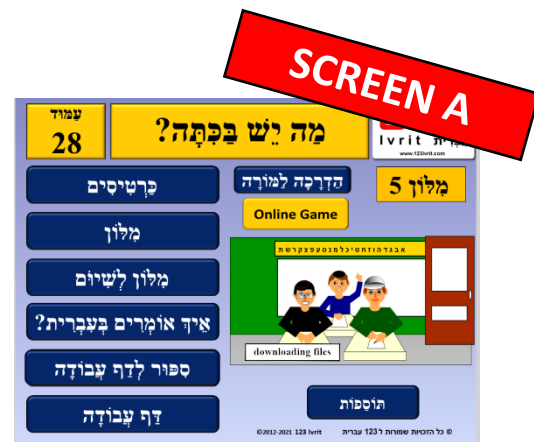 SCREEN A
עַמּוּד
28
מַה יֵּשׁ בַּכִּתָּה?
Ivrit
www.123ivrit.com
כַּרְטִיסִים
הַדְרָכָה לַמּוֹרֶה
מִלּוֹן 5
מִלּוֹן
Online Game
מִלּוֹן לְשִׁיּוּם
אבגדהוזחטיכלמנסעפצקרשת
אֵיךְ אוֹמְרִים בְּעִבְרִית?
סִפּוּר לְדַף עֲבוֹדָה
downloading files
דַּף עֲבוֹדָה
תּוֹסָפוֹת
©2012-2021 123 Ivrit
© כל הזכויות שמורות ל 123 עברית